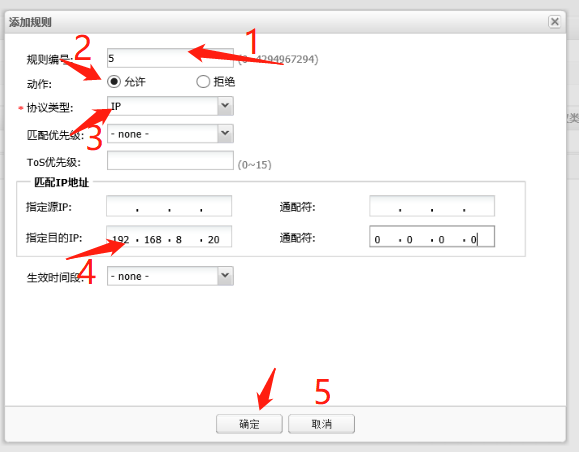 添加规则
规则编号: 5 (0-4294967294)
1
2
动作: 允许 拒绝
* 协议类型: IP
3
匹配优先级: - none -
ToS优先级: (0~15)
匹配IP地址
指定源IP: . . . 通配符: . . .
指定目的IP: 192 . 168 . 8 . 20 通配符: 0 . 0 . 0 . 0
4
生效时间段: - none -
5
确定 取消